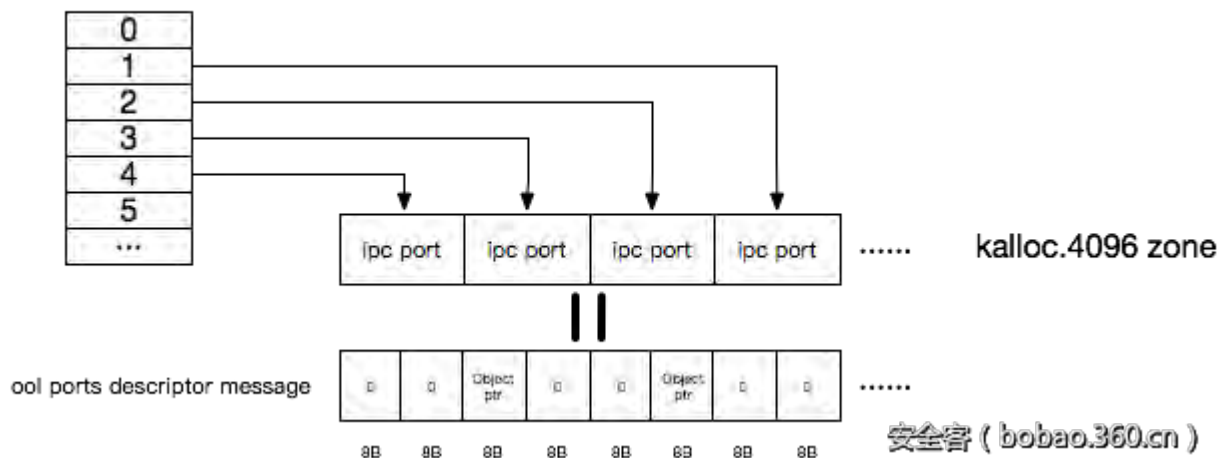 0
1
2
3
4
5
...
ipc port ipc port ipc port ipc port ...... kalloc.4096 zone
ool ports descriptor message 0 0 Object ptr 0 0 Object ptr 0 0 ......
8B 8B 8B 8B 8B 8B 8B 8B
安全客 ( bobao.360.cn )